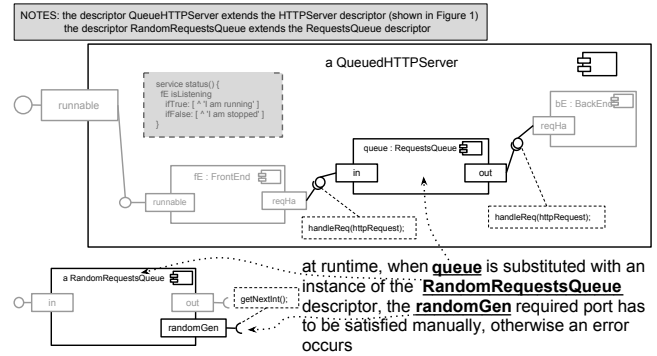 NOTES: the descriptor QueueHTTPServer extends the HTTPServer descriptor (shown in Figure 1)
the descriptor RandomRequestsQueue extends the RequestsQueue descriptor
a QueuedHTTPServer
service status() {
fE isListening
ifTrue: [ ^ 'I am running' ]
ifFalse: [ ^ 'I am stopped' ]
}
runnable
bE : BackEnd
reqHa
queue : RequestsQueue
in
out
fE : FrontEnd
runnable
reqHa
handleReq(httpRequest);
handleReq(httpRequest);
a RandomRequestsQueue
in
out
randomGen
getNextInt();
at runtime, when queue is substituted with an
instance of the RandomRequestsQueue
descriptor, the randomGen required port has
to be satisfied manually, otherwise an error
occurs